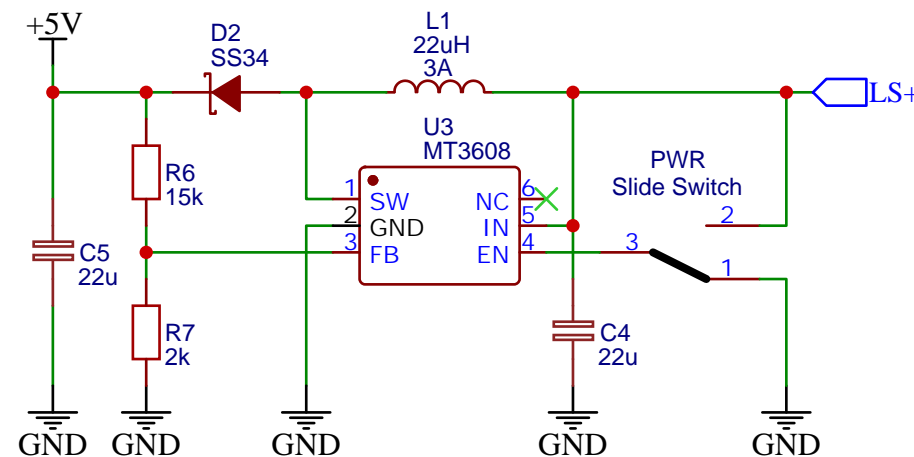 +5V
D2
SS34
L1
22uH
3A
LS+
U3
MT3608
PWR
Slide Switch
R6
15k
1
SW
2
GND
3
FB
6
NC
5
IN
4
EN
3
2
1
C5
22u
R7
2k
C4
22u
GND
GND
GND
GND
GND